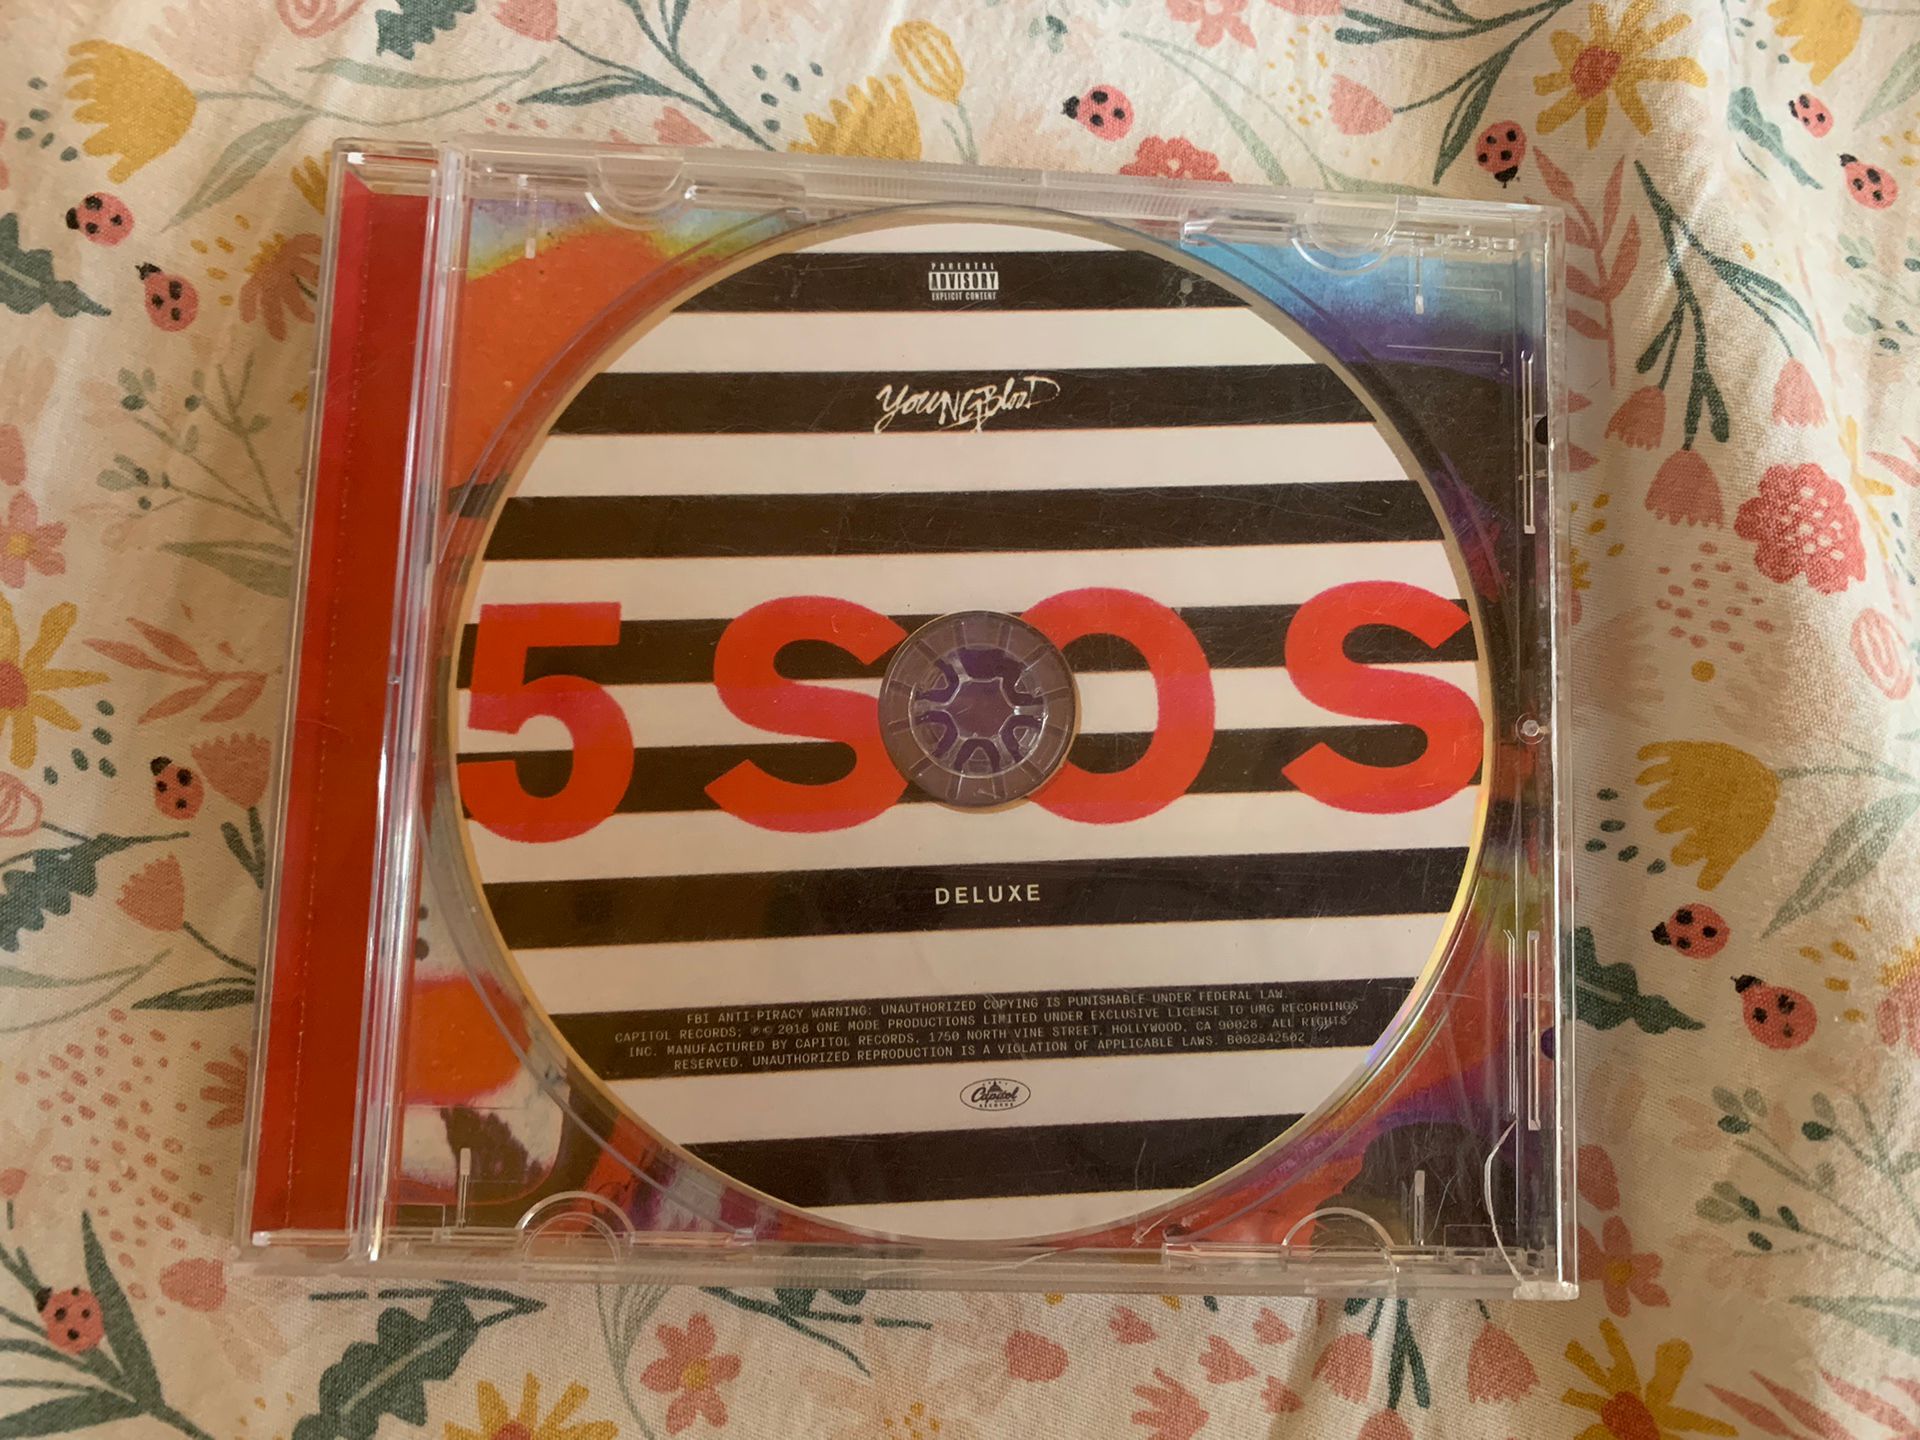 PARENTAL
ADVISORY
EXPLICIT CONTENT
YOUNGBlooD
5SOS
DELUXE
FBI ANTI-PIRACY WARNING: UNAUTHORIZED COPYING IS PUNISHABLE UNDER FEDERAL LAW.
CAPITOL RECORDS; ℗© 2018 ONE MODE PRODUCTIONS LIMITED UNDER EXCLUSIVE LICENSE TO UMG RECORDINGS
INC. MANUFACTURED BY CAPITOL RECORDS, 1750 NORTH VINE STREET, HOLLYWOOD, CA 90028. ALL RIGHTS
RESERVED. UNAUTHORIZED REPRODUCTION IS A VIOLATION OF APPLICABLE LAWS. B002842502
Capitol
RECORDS